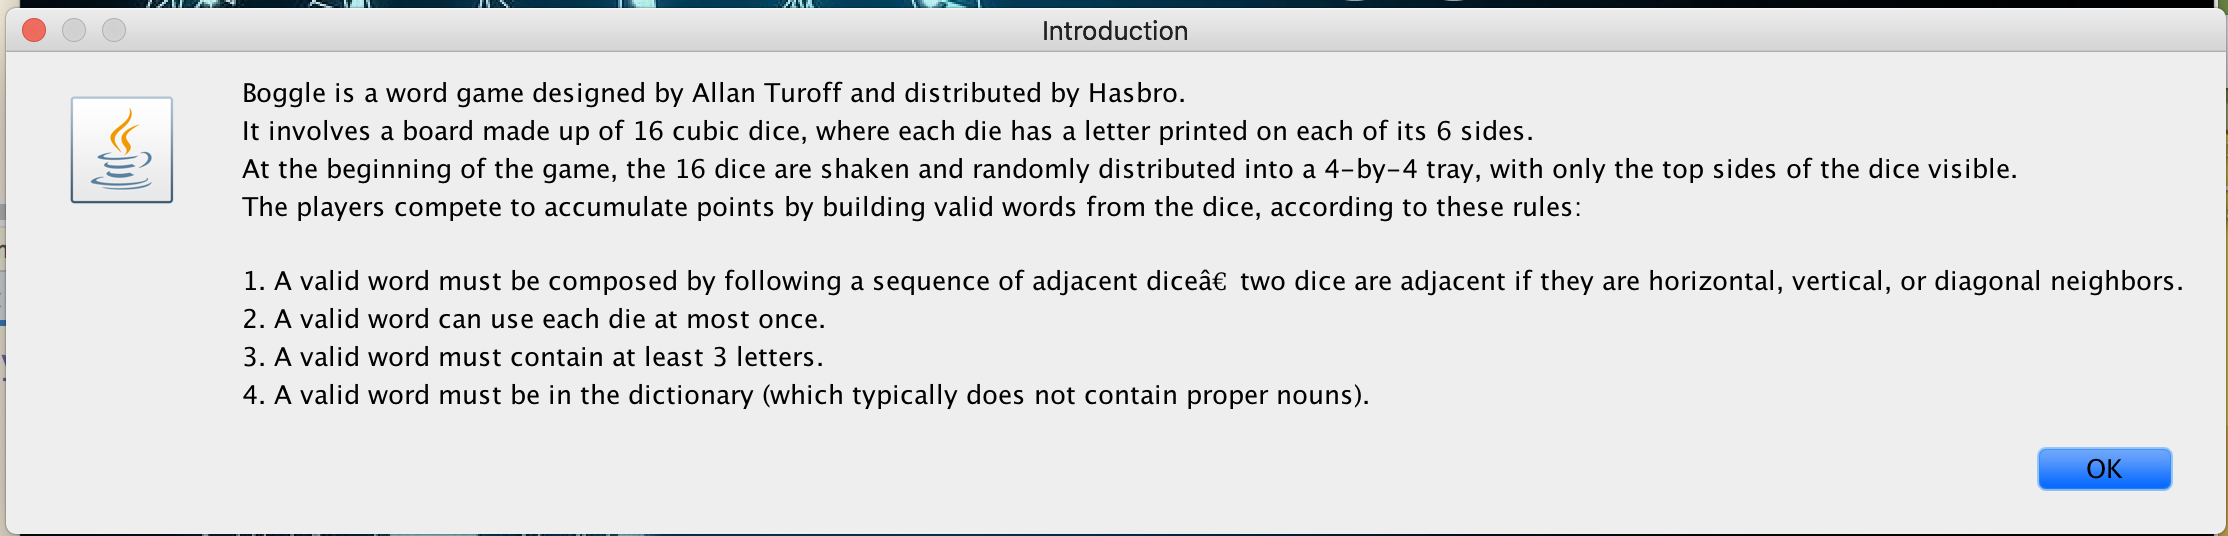 Introduction
Boggle is a word game designed by Allan Turoff and distributed by Hasbro.
It involves a board made up of 16 cubic dice, where each die has a letter printed on each of its 6 sides.
At the beginning of the game, the 16 dice are shaken and randomly distributed into a 4-by-4 tray, with only the top sides of the dice visible.
The players compete to accumulate points by building valid words from the dice, according to these rules:
1. A valid word must be composed by following a sequence of adjacent diceâ€ two dice are adjacent if they are horizontal, vertical, or diagonal neighbors.
2. A valid word can use each die at most once.
3. A valid word must contain at least 3 letters.
4. A valid word must be in the dictionary (which typically does not contain proper nouns).
OK